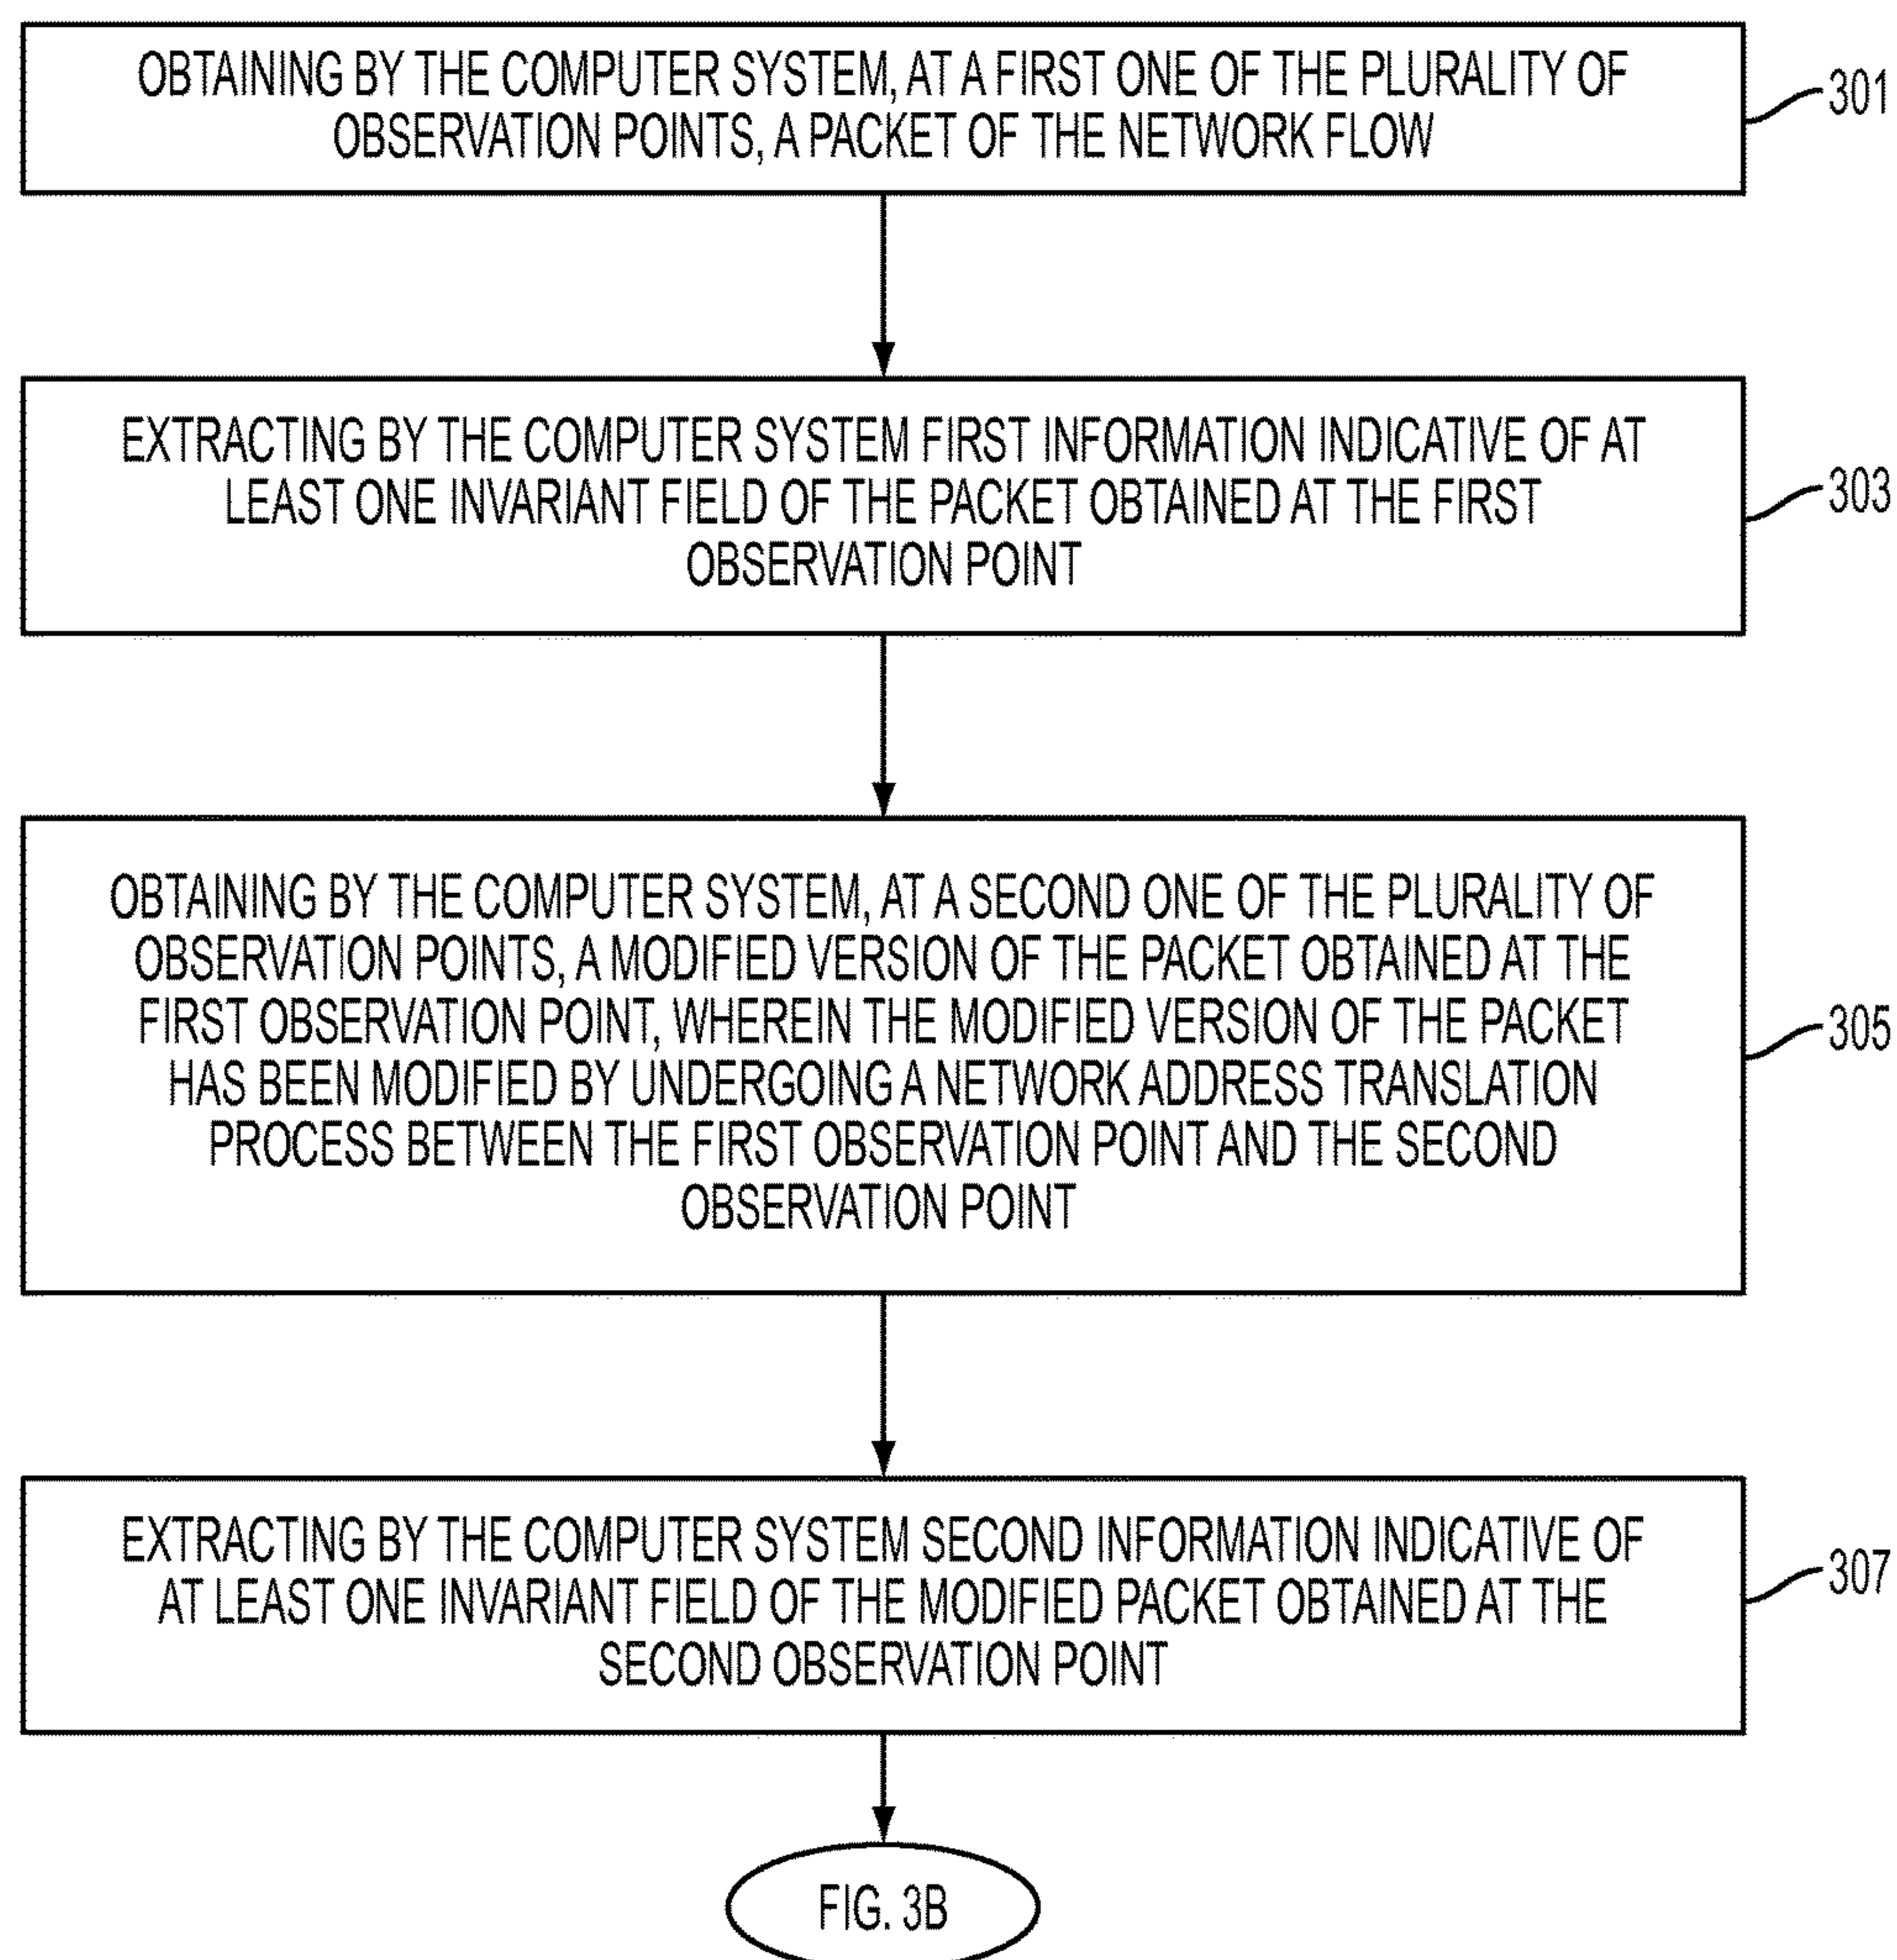 OBTAINING BY THE COMPUTER SYSTEM, AT A FIRST ONE OF THE PLURALITY OF
OBSERVATION POINTS, A PACKET OF THE NETWORK FLOW
301
EXTRACTING BY THE COMPUTER SYSTEM FIRST INFORMATION INDICATIVE OF AT
LEAST ONE INVARIANT FIELD OF THE PACKET OBTAINED AT THE FIRST
OBSERVATION POINT
303
OBTAINING BY THE COMPUTER SYSTEM, AT A SECOND ONE OF THE PLURALITY OF
OBSERVATION POINTS, A MODIFIED VERSION OF THE PACKET OBTAINED AT THE
FIRST OBSERVATION POINT, WHEREIN THE MODIFIED VERSION OF THE PACKET
HAS BEEN MODIFIED BY UNDERGOING A NETWORK ADDRESS TRANSLATION
PROCESS BETWEEN THE FIRST OBSERVATION POINT AND THE SECOND
OBSERVATION POINT
305
EXTRACTING BY THE COMPUTER SYSTEM SECOND INFORMATION INDICATIVE OF
AT LEAST ONE INVARIANT FIELD OF THE MODIFIED PACKET OBTAINED AT THE
SECOND OBSERVATION POINT
307
FIG. 3B